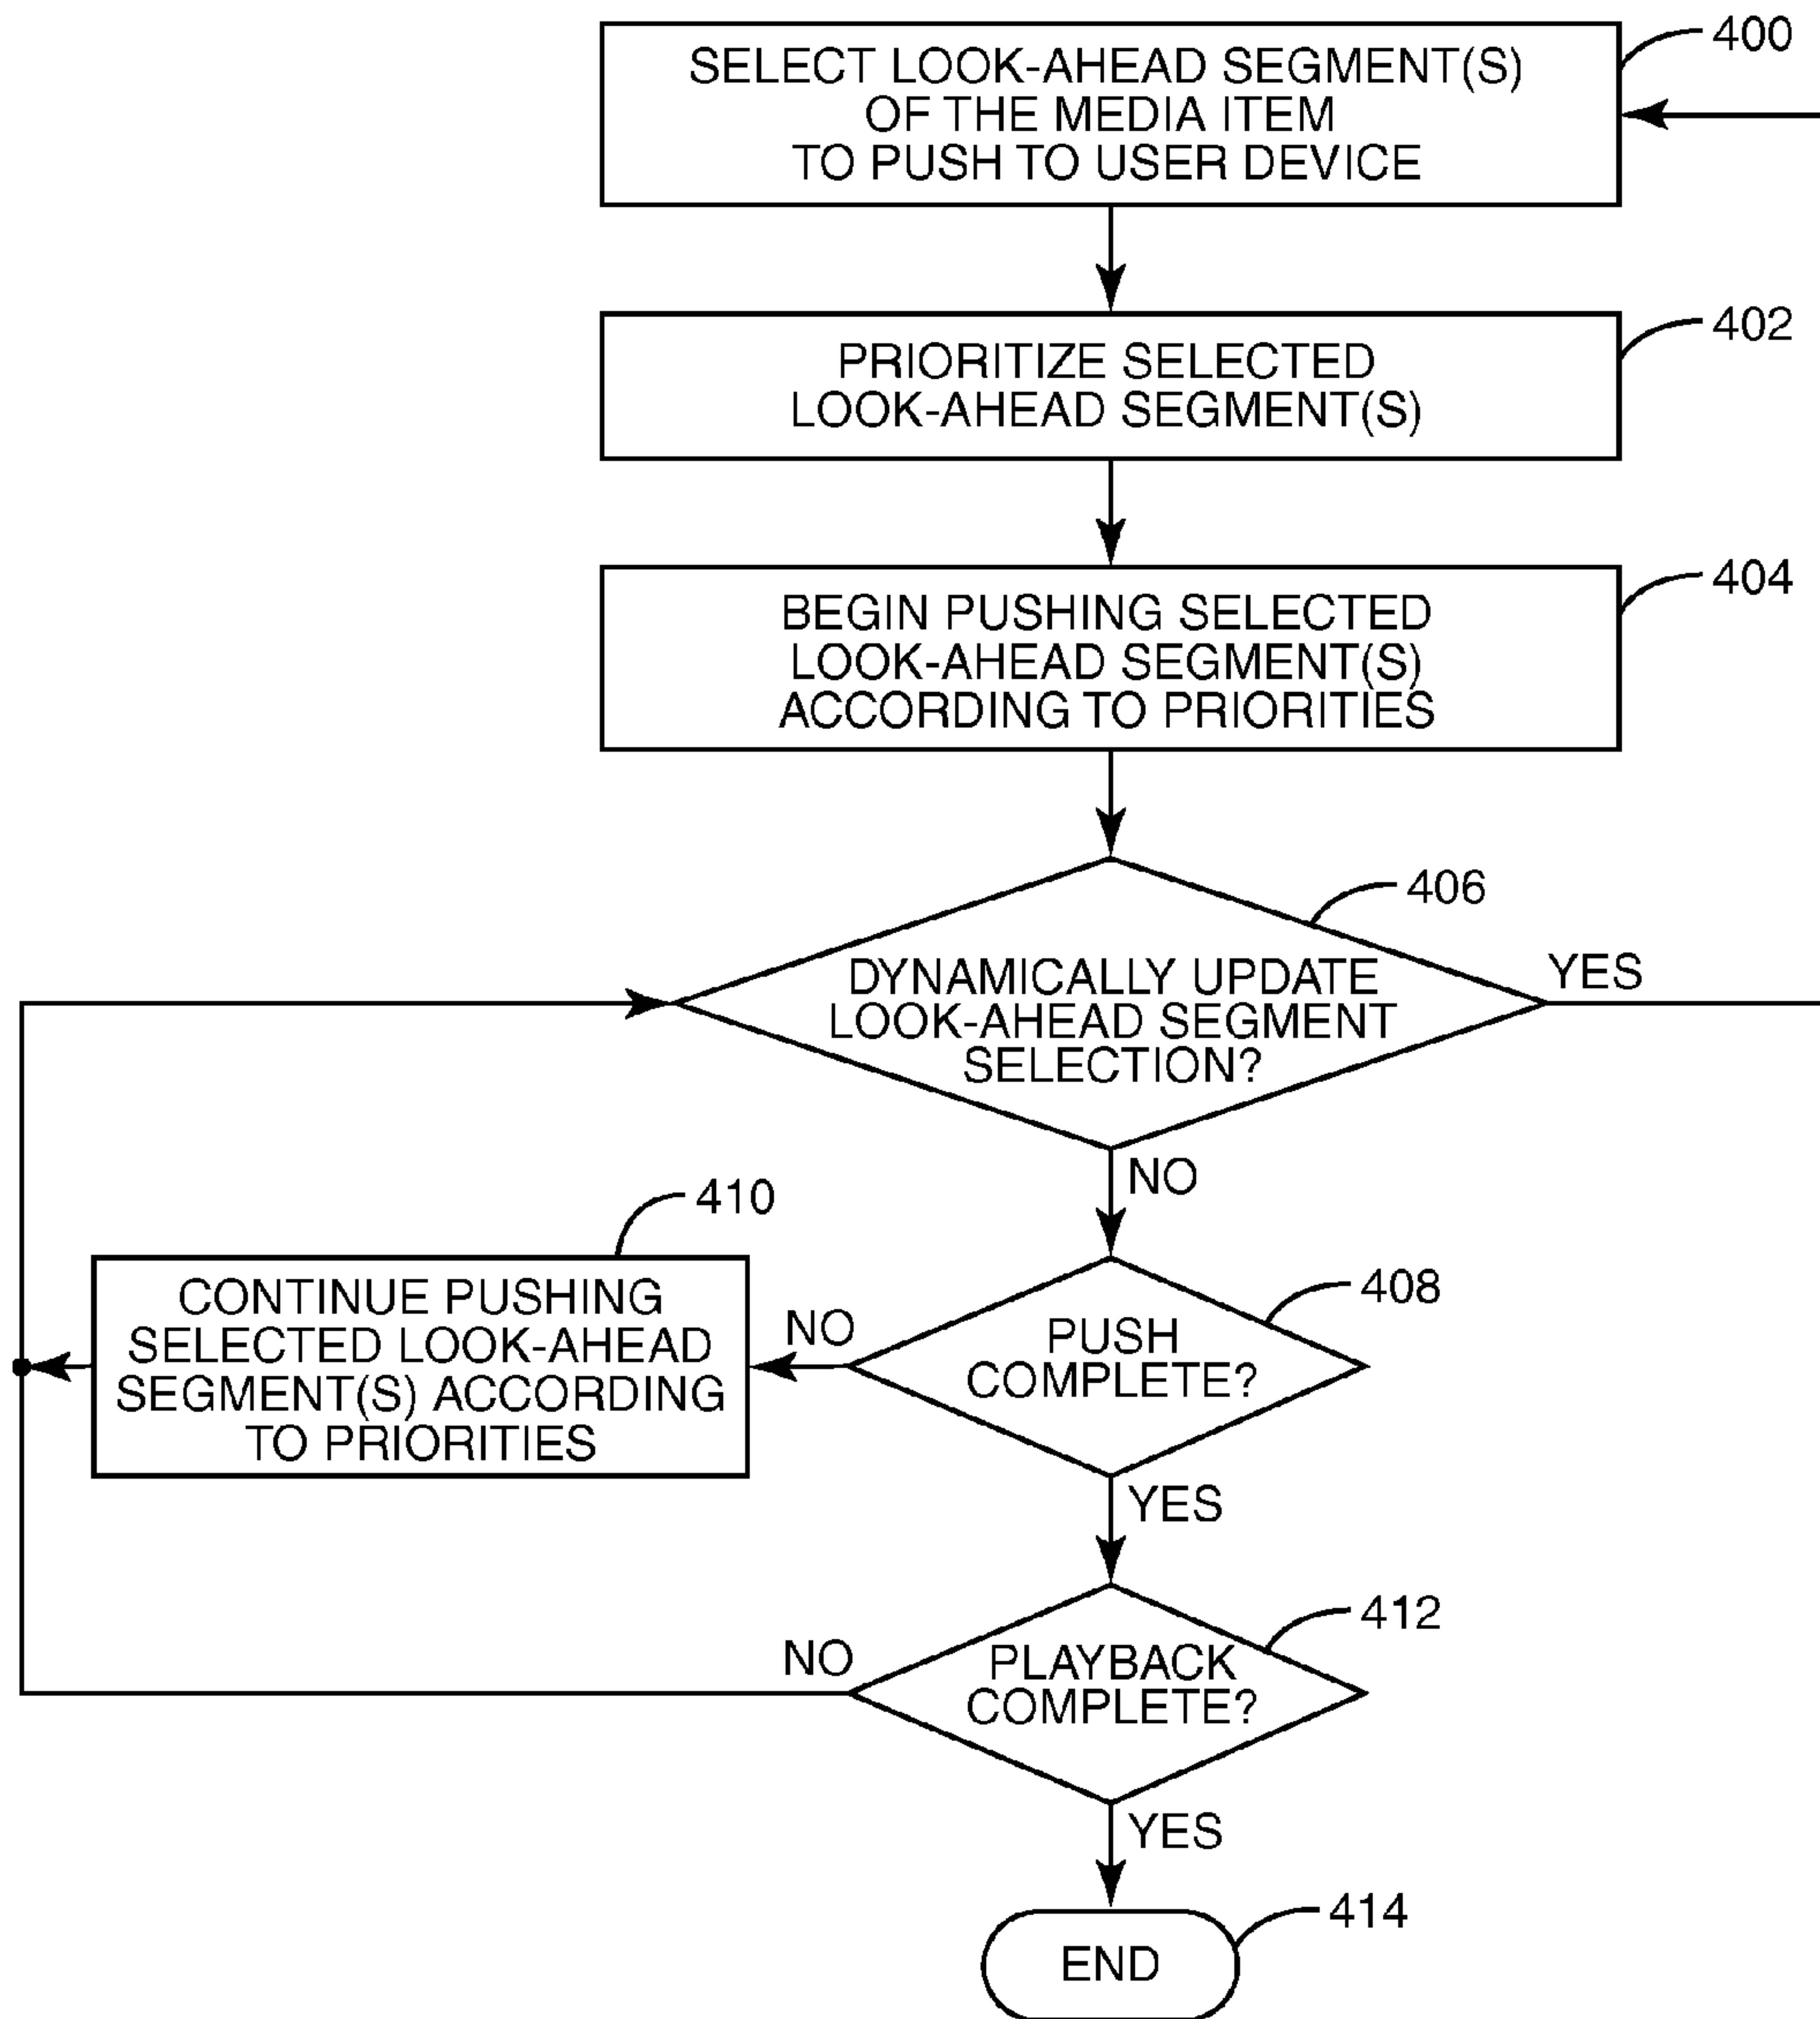 400
SELECT LOOK-AHEAD SEGMENT(S)
OF THE MEDIA ITEM
TO PUSH TO USER DEVICE
402
PRIORITIZE SELECTED
LOOK-AHEAD SEGMENT(S)
404
BEGIN PUSHING SELECTED
LOOK-AHEAD SEGMENT(S)
ACCORDING TO PRIORITIES
406
DYNAMICALLY UPDATE
LOOK-AHEAD SEGMENT
SELECTION?
YES
NO
410
CONTINUE PUSHING
SELECTED LOOK-AHEAD
SEGMENT(S) ACCORDING
TO PRIORITIES
NO
408
PUSH
COMPLETE?
YES
412
NO
PLAYBACK
COMPLETE?
YES
414
END